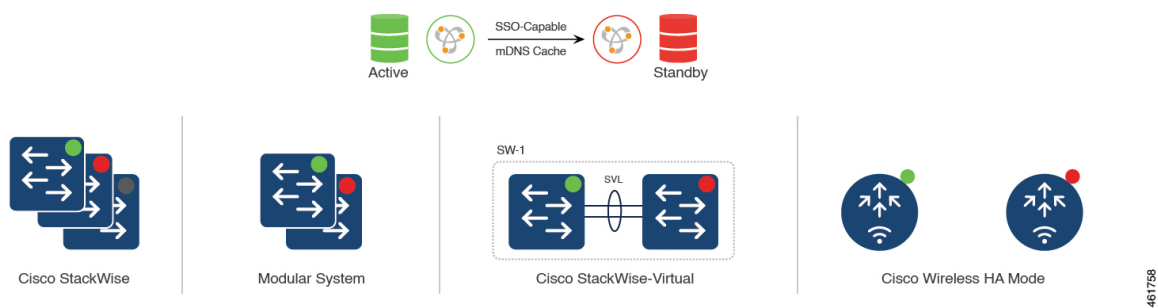 SSO-Capable
mDNS Cache
Active
Standby
SW-1
SVL
Cisco StackWise
Modular System
Cisco StackWise-Virtual
Cisco Wireless HA Mode
461758